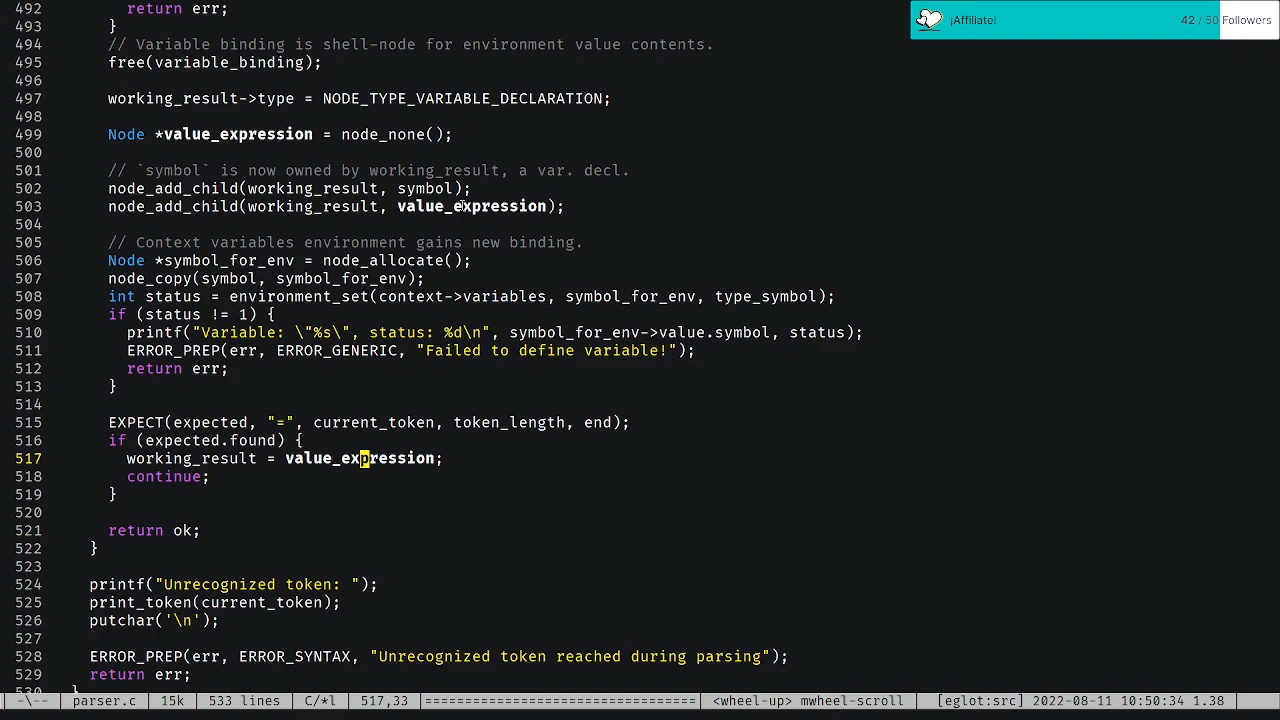 492         return err;
493       }
494       // Variable binding is shell-node for environment value contents.
495       free(variable_binding);
496
497       working_result->type = NODE_TYPE_VARIABLE_DECLARATION;
498
499       Node *value_expression = node_none();
500
501       // `symbol` is now owned by working_result, a var. decl.
502       node_add_child(working_result, symbol);
503       node_add_child(working_result, value_expression);
504
505       // Context variables environment gains new binding.
506       Node *symbol_for_env = node_allocate();
507       node_copy(symbol, symbol_for_env);
508       int status = environment_set(context->variables, symbol_for_env, type_symbol);
509       if (status != 1) {
510         printf("Variable: \"%s\", status: %d\n", symbol_for_env->value.symbol, status);
511         ERROR_PREP(err, ERROR_GENERIC, "Failed to define variable!");
512         return err;
513       }
514
515       EXPECT(expected, "=", current_token, token_length, end);
516       if (expected.found) {
517         working_result = value_expression;
518         continue;
519       }
520
521       return ok;
522     }
523
524     printf("Unrecognized token: ");
525     print_token(current_token);
526     putchar('\n');
527
528     ERROR_PREP(err, ERROR_SYNTAX, "Unrecognized token reached during parsing");
529     return err;
530   }
¡Affiliate! 42 / 50 Followers
-\-- parser.c 15k 533 lines C/*l 517,33 ============================== <wheel-up> mwheel-scroll [eglot:src] 2022-08-11 10:50:34 1.38